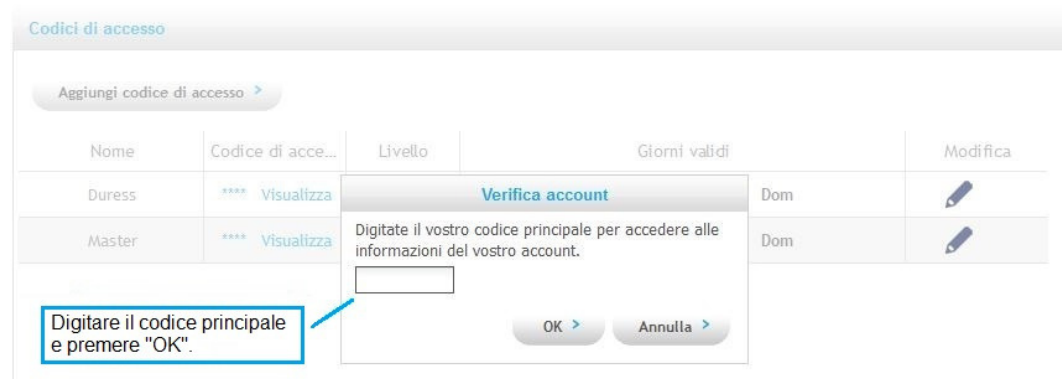 Codici di accesso
Aggiungi codice di accesso >
Nome Codice di acce... Livello Giorni validi Modifica
Duress **** Visualizza Dom
Master **** Visualizza Dom
Verifica account
Digitate il vostro codice principale per accedere alle
informazioni del vostro account.
OK > Annulla >
Digitare il codice principale
e premere "OK".